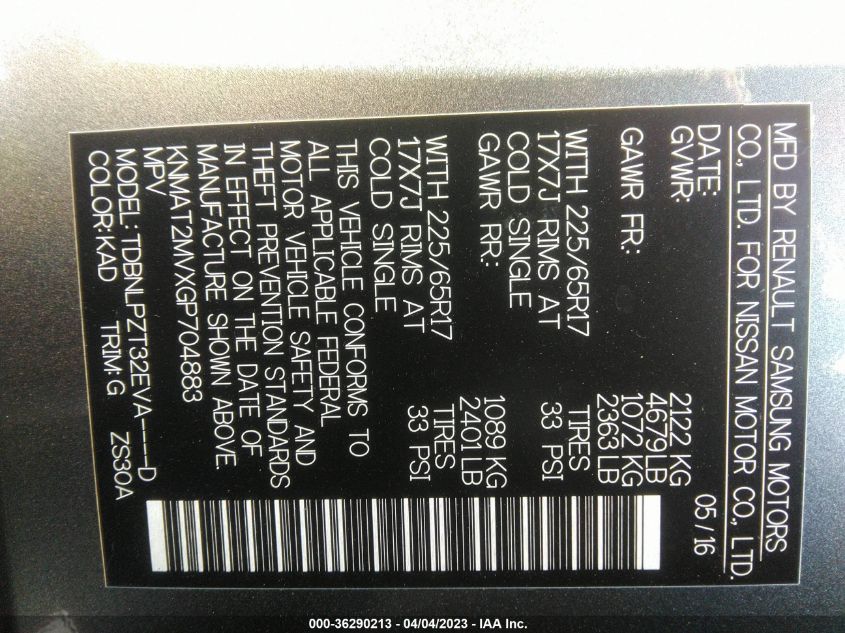 MFD BY RENAULT SAMSUNG MOTORS
CO., LTD. FOR NISSAN MOTOR CO., LTD.
DATE: 05/16
GVWR: 2122 KG
4679 LB
GAWR FR: 1072 KG
2363 LB
WITH 225/65R17 TIRES
17X7J RIMS AT 33 PSI
COLD SINGLE
GAWR RR: 1089 KG
2401 LB
WITH 225/65R17 TIRES
17X7J RIMS AT 33 PSI
COLD SINGLE
THIS VEHICLE CONFORMS TO
ALL APPLICABLE FEDERAL
MOTOR VEHICLE SAFETY AND
THEFT PREVENTION STANDARDS
IN EFFECT ON THE DATE OF
MANUFACTURE SHOWN ABOVE.
KNMAT2MVXGP704883
MPV
MODEL: TDBNLPZT32EVA----D
COLOR:KAD TRIM:G ZS30A
000-36290213 - 04/04/2023 - IAA Inc.